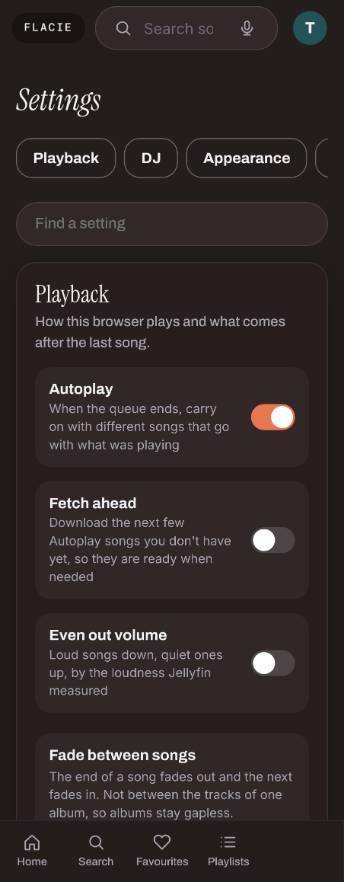 FLACIE
Search so
T
Settings
Playback
DJ
Appearance
Find a setting
Playback
How this browser plays and what comes
after the last song.
Autoplay
When the queue ends, carry
on with different songs that go
with what was playing
Fetch ahead
Download the next few
Autoplay songs you don't have
yet, so they are ready when
needed
Even out volume
Loud songs down, quiet ones
up, by the loudness Jellyfin
measured
Fade between songs
The end of a song fades out and the next
fades in. Not between the tracks of one
album, so albums stay gapless.
Home
Search
Favourites
Playlists